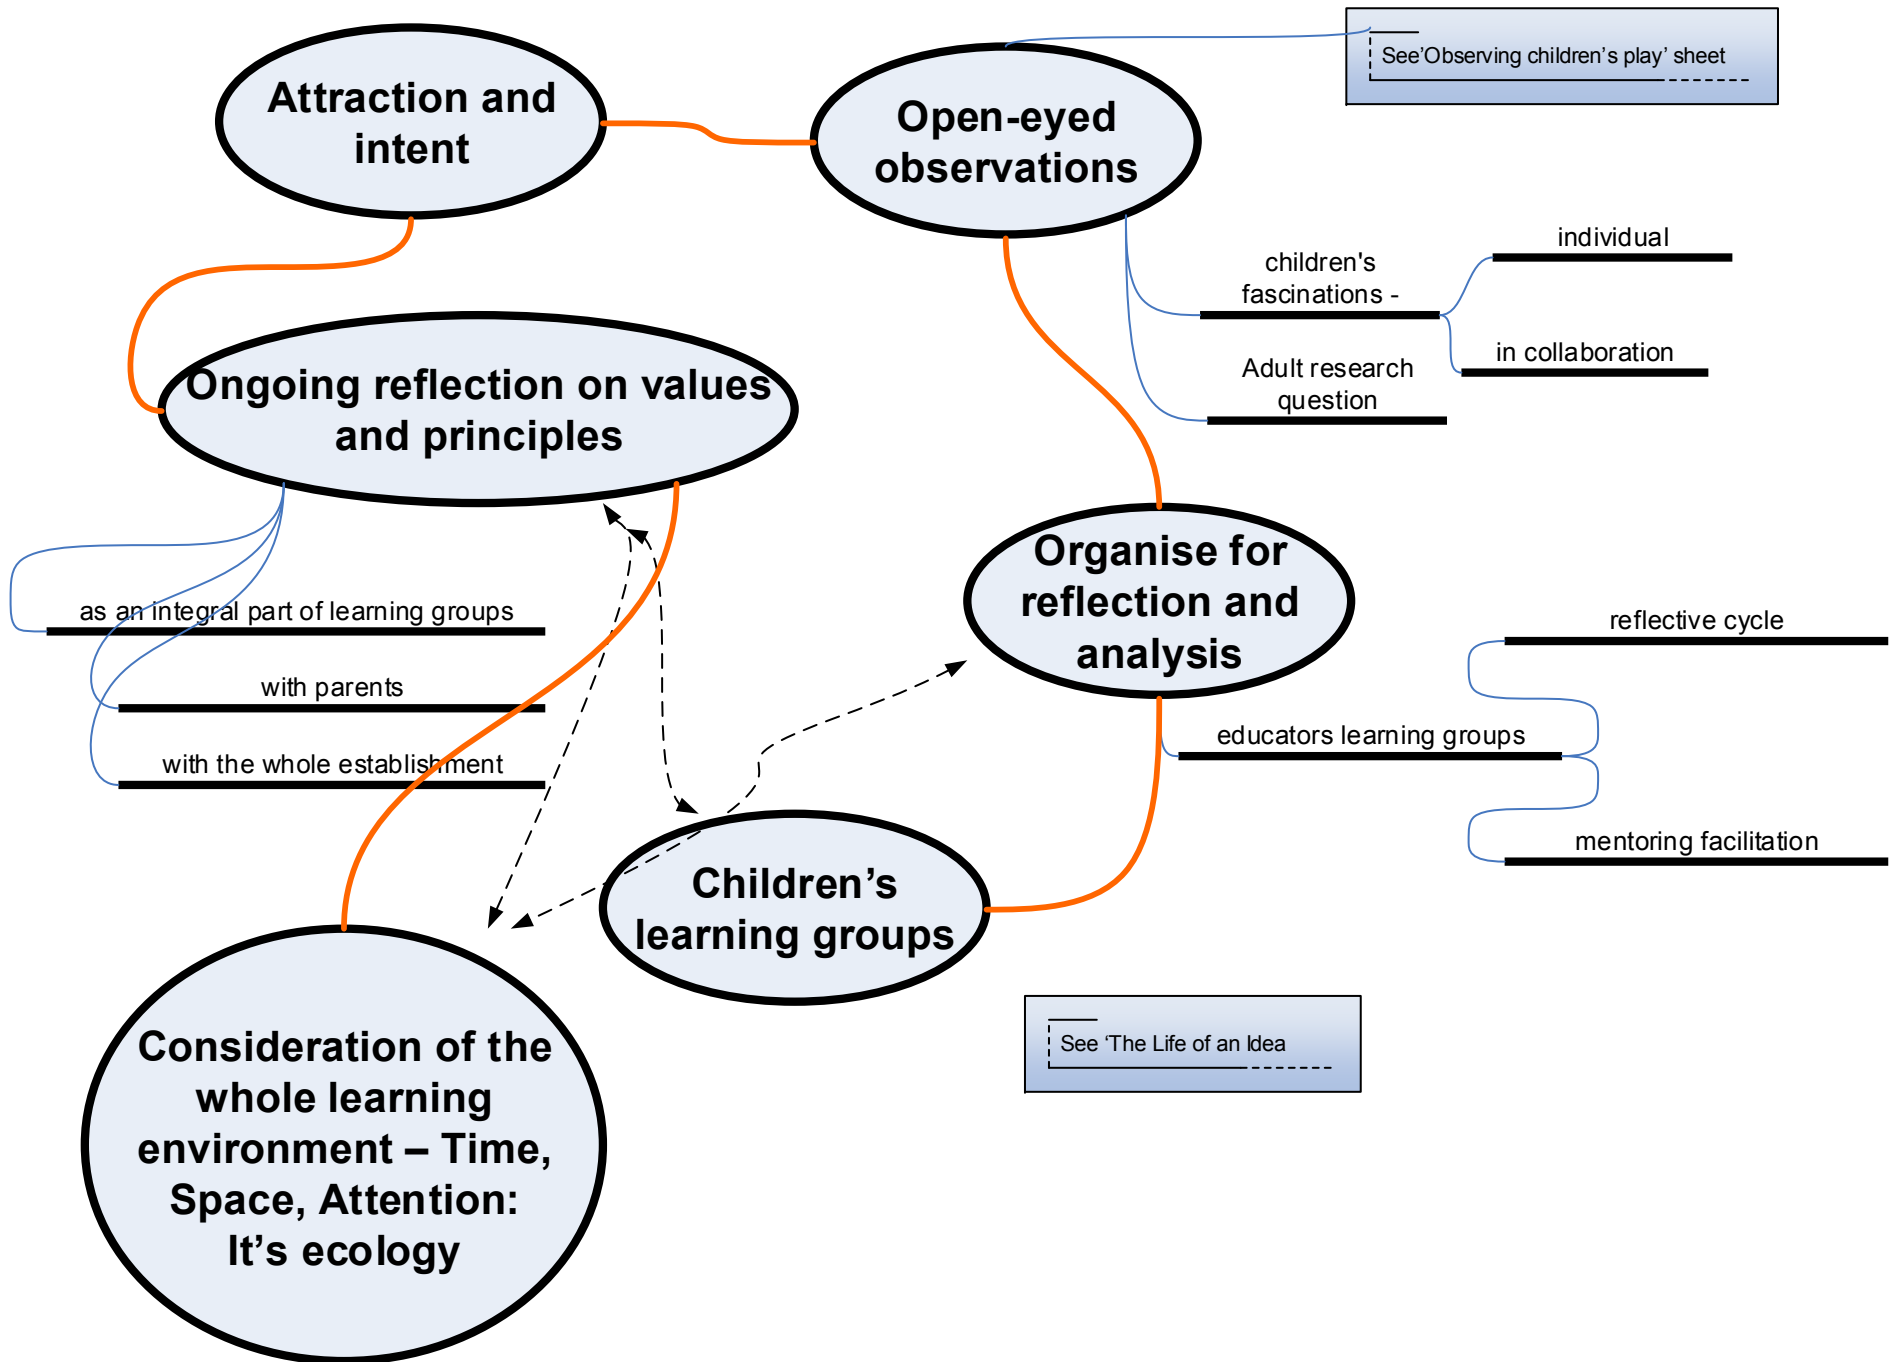 Attraction and
intent
Open-eyed
observations
See'Observing children's play' sheet
individual
children's
fascinations -
in collaboration
Adult research
question
Ongoing reflection on values
and principles
as an integral part of learning groups
with parents
with the whole establishment
Organise for
reflection and
analysis
reflective cycle
educators learning groups
mentoring facilitation
Children's
learning groups
See 'The Life of an Idea
Consideration of the
whole learning
environment – Time,
Space, Attention:
It's ecology